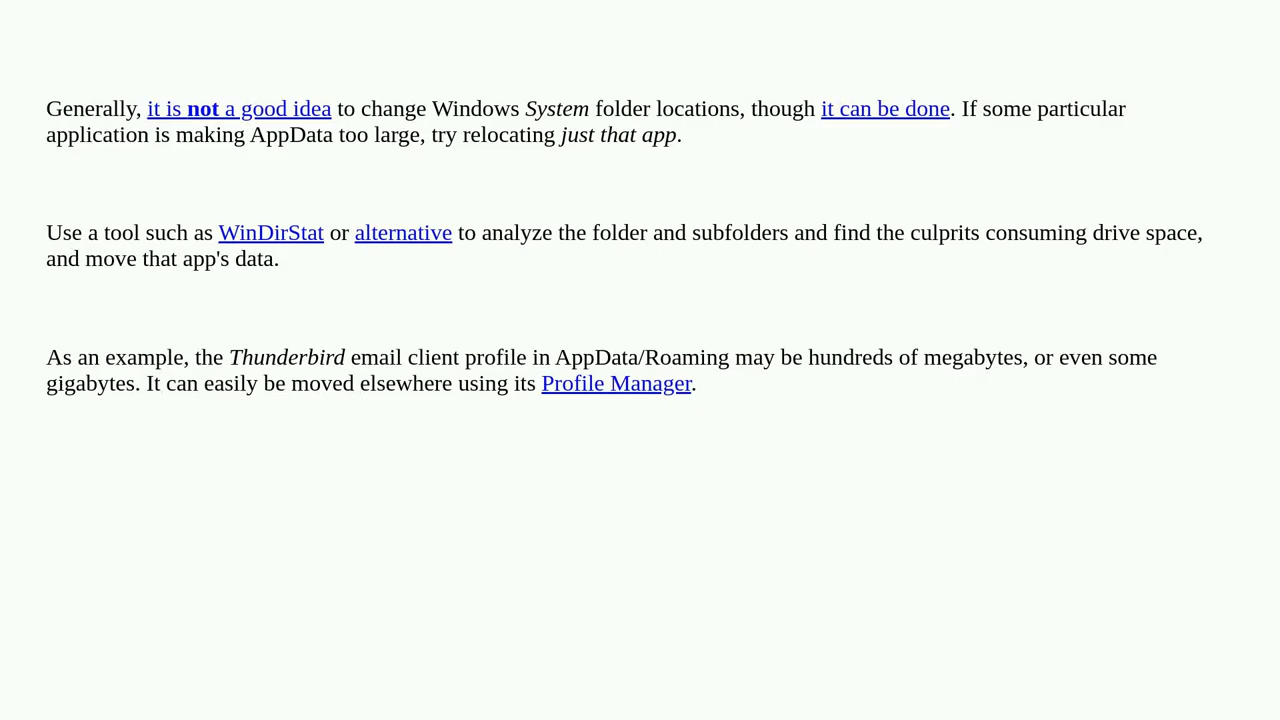 Generally, it is not a good idea to change Windows System folder locations, though it can be done. If some particular
application is making AppData too large, try relocating just that app.
Use a tool such as WinDirStat or alternative to analyze the folder and subfolders and find the culprits consuming drive space,
and move that app's data.
As an example, the Thunderbird email client profile in AppData/Roaming may be hundreds of megabytes, or even some
gigabytes. It can easily be moved elsewhere using its Profile Manager.